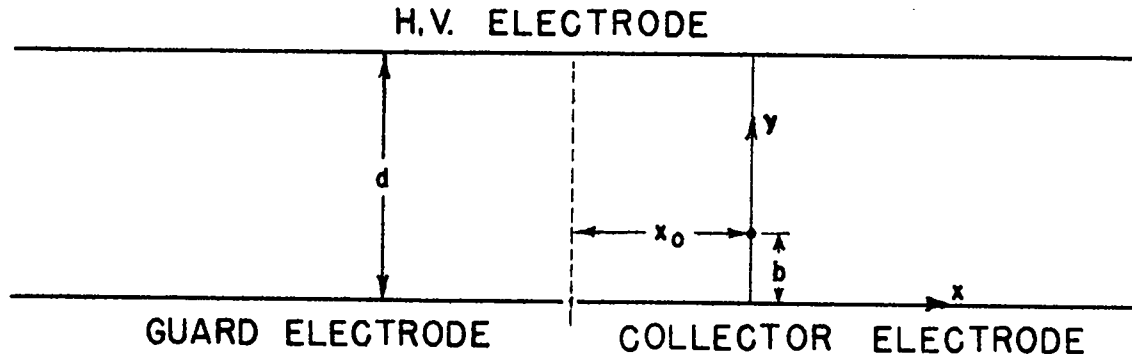 H.V. ELECTRODE
y
d
x₀
b
x
GUARD ELECTRODE COLLECTOR ELECTRODE